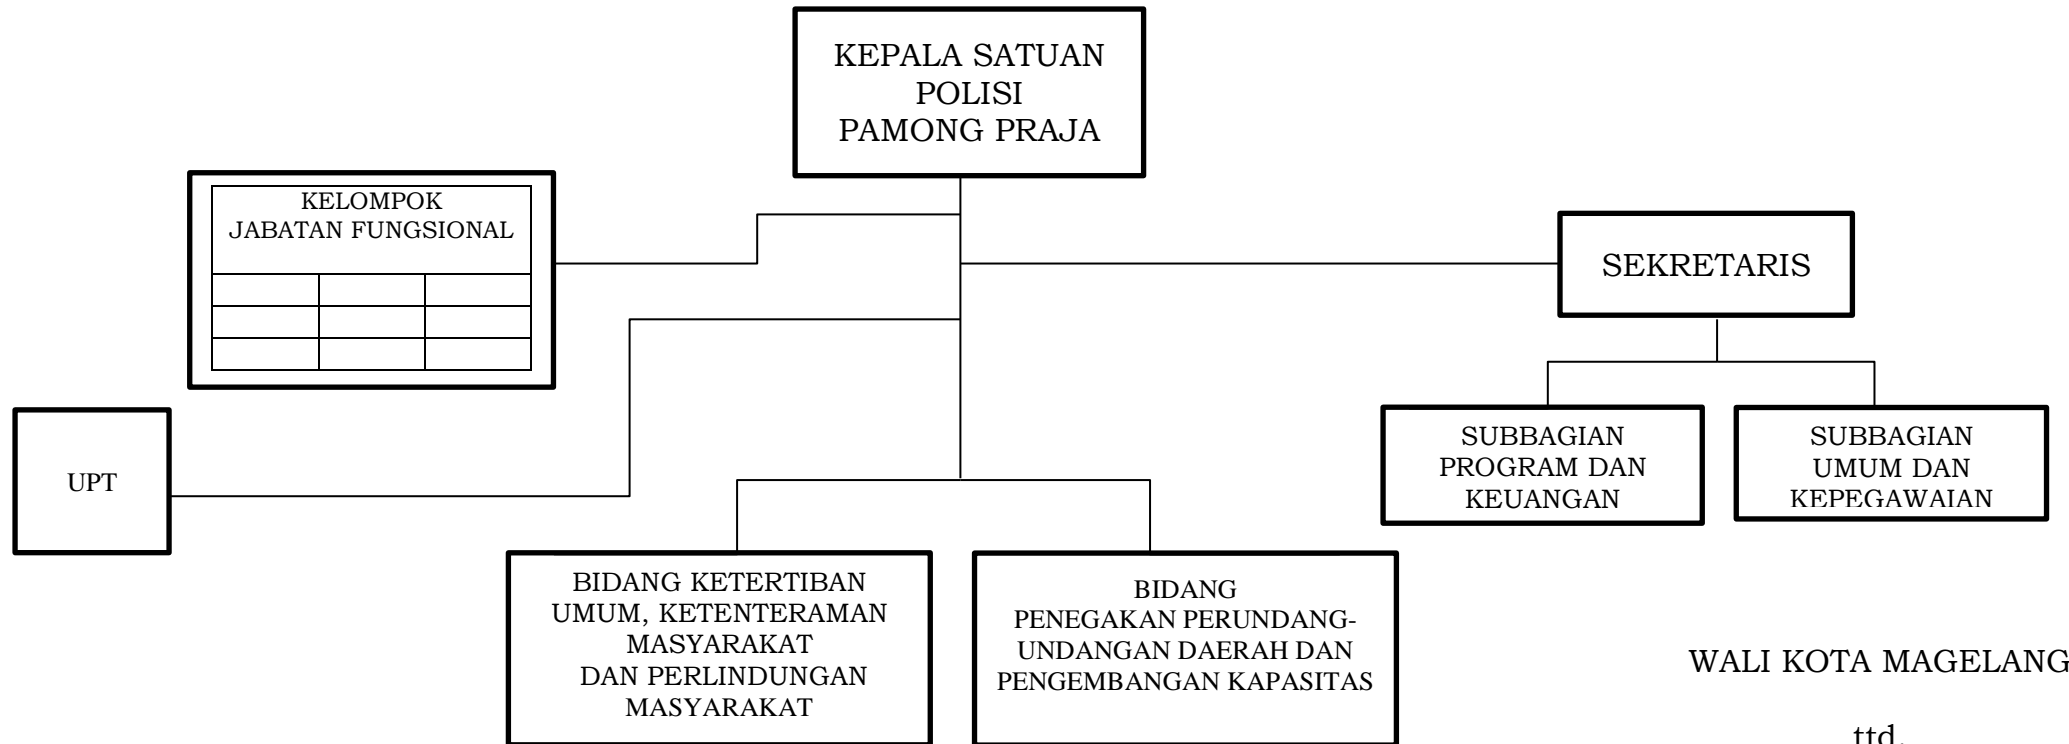 KEPALA SATUAN
POLISI
PAMONG PRAJA
KELOMPOK
JABATAN FUNGSIONAL
SEKRETARIS
UPT
SUBBAGIAN
PROGRAM DAN
KEUANGAN
SUBBAGIAN
UMUM DAN
KEPEGAWAIAN
BIDANG KETERTIBAN
UMUM, KETENTERAMAN
MASYARAKAT
DAN PERLINDUNGAN
MASYARAKAT
BIDANG
PENEGAKAN PERUNDANG-
UNDANGAN DAERAH DAN
PENGEMBANGAN KAPASITAS
WALI KOTA MAGELANG
ttd.